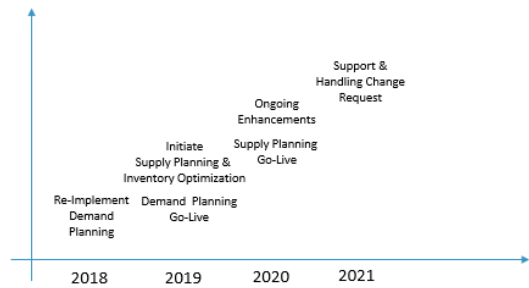 Support &
Handling Change
Request
Ongoing
Enhancements
Initiate
Supply Planning &
Inventory Optimization
Supply Planning
Go-Live
Re-Implement
Demand
Planning
Demand Planning
Go-Live
2018
2019
2020
2021